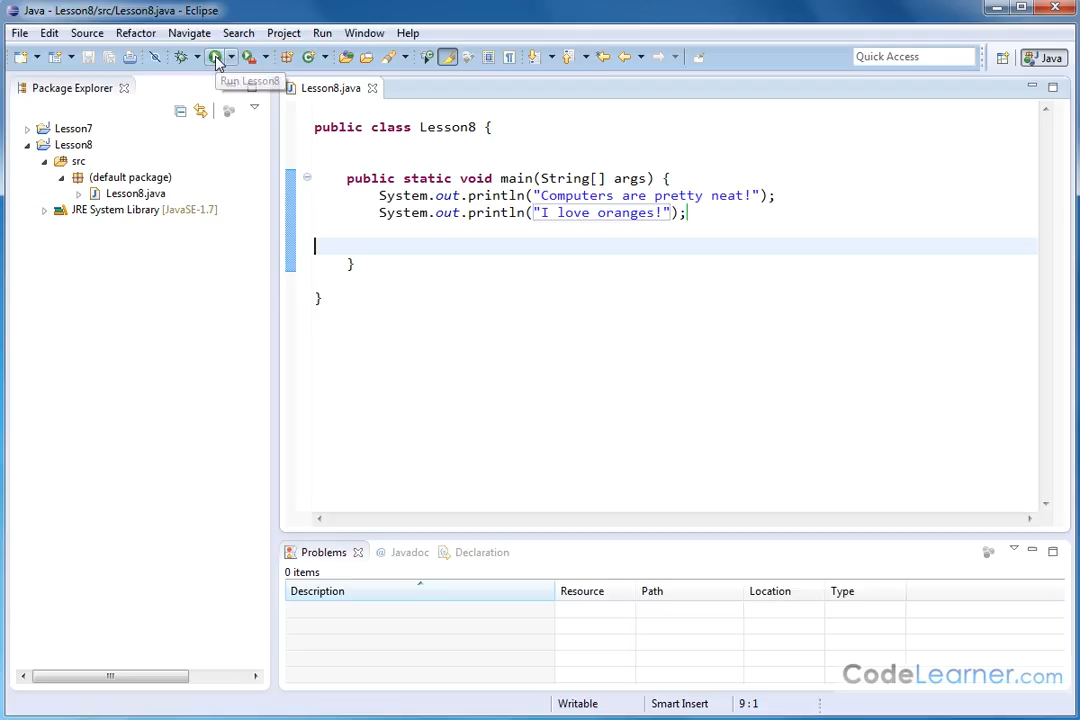 Java - Lesson8/src/Lesson8.java - Eclipse
File Edit Source Refactor Navigate Search Project Run Window Help
Quick Access
Java
Run Lesson8
Package Explorer
Lesson7
Lesson8
src
(default package)
Lesson8.java
JRE System Library [JavaSE-1.7]
Lesson8.java
public class Lesson8 {
public static void main(String[] args) {
System.out.println("Computers are pretty neat!");
System.out.println("I love oranges!");
}
}
Problems @ Javadoc Declaration
0 items
Description Resource Path Location Type
CodeLearner.com
Writable Smart Insert 9 : 1